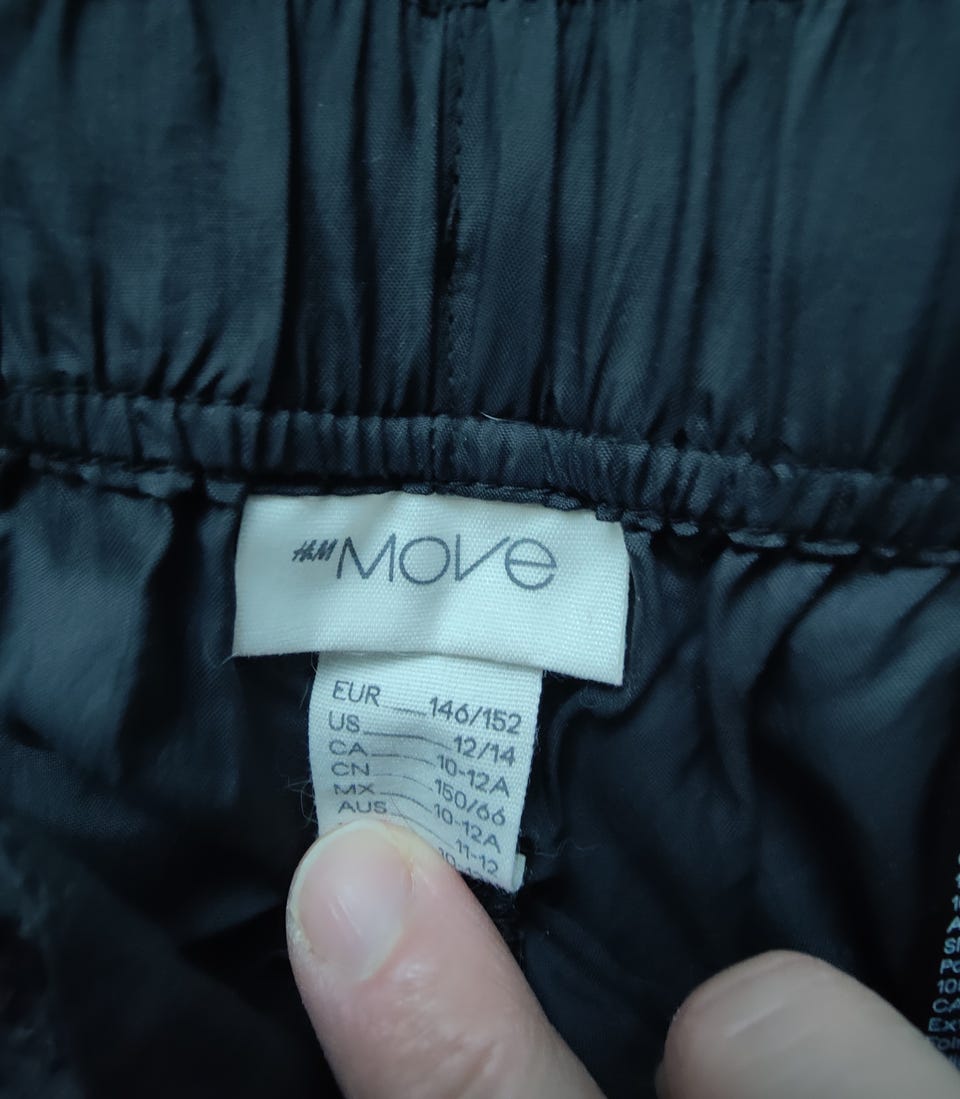 H&M MOVE
EUR 146/152
US 12/14
CA 10-12A
CN 150/66
MX 10-12A
AUS 11-12